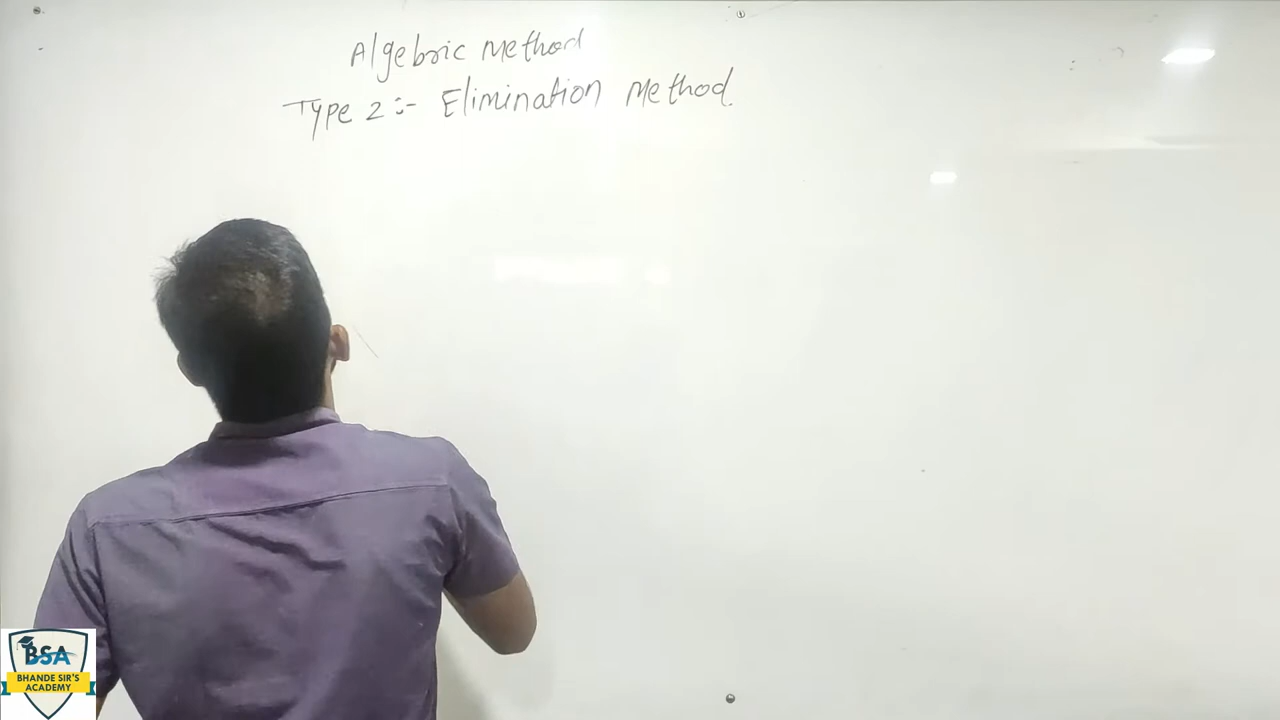 Algebric Method
Type 2 :- Elimination Method.
BSA
BHANDE SIR'S
ACADEMY